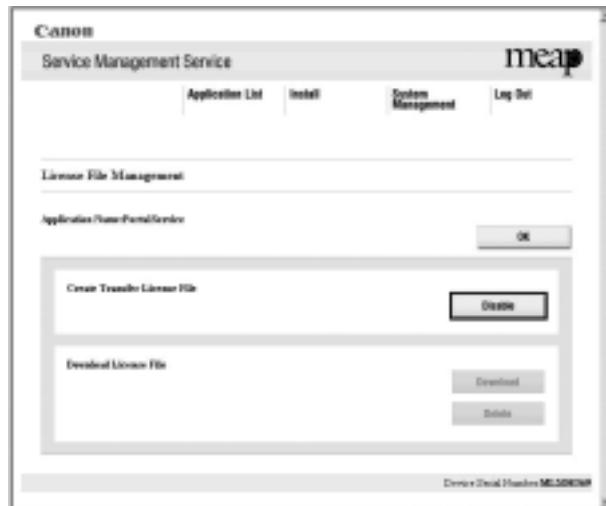 Canon
Service Management Service
meap
Application List
Install
System
Management
Log Out
License File Management
Application Name:Portal Service
OK
Create Transfer License File
Disable
Download License File
Download
Delete
Device Serial Number